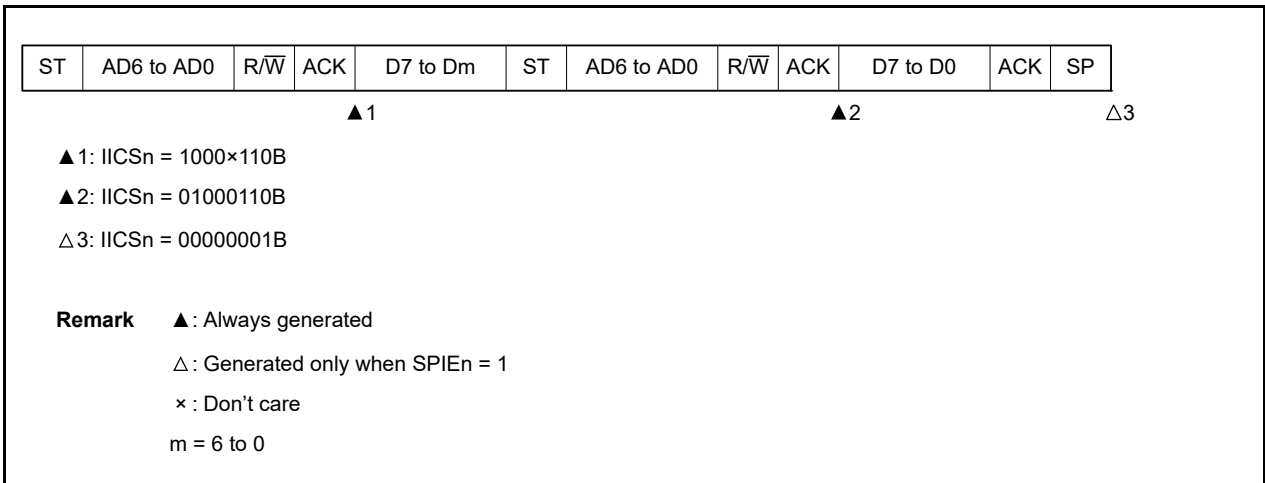 ST AD6 to AD0 R/W̅ ACK D7 to Dm ST AD6 to AD0 R/W̅ ACK D7 to D0 ACK SP
▲1 ▲2 △3
▲1: IICSn = 1000×110B
▲2: IICSn = 01000110B
△3: IICSn = 00000001B
Remark ▲: Always generated
△: Generated only when SPIEn = 1
×: Don’t care
m = 6 to 0